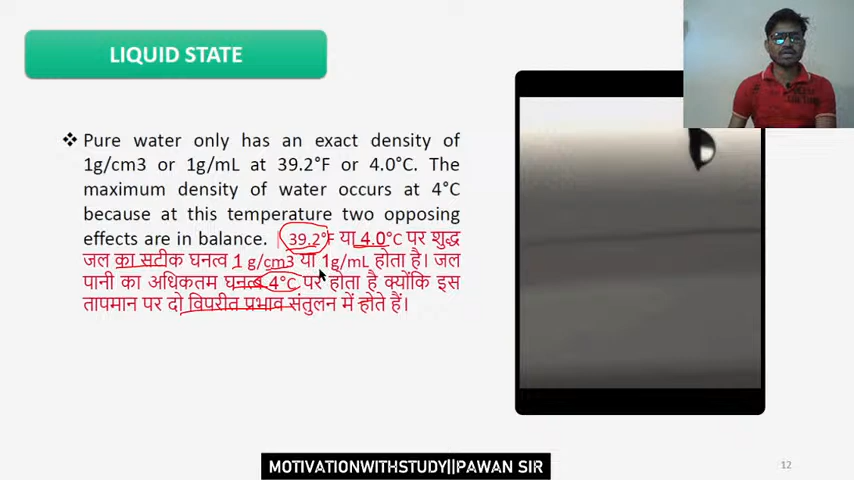 LIQUID STATE
❖ Pure water only has an exact density of
1g/cm3 or 1g/mL at 39.2°F or 4.0°C. The
maximum density of water occurs at 4°C
because at this temperature two opposing
effects are in balance. 39.2°F या 4.0°C पर शुद्ध
जल का सटीक घनत्व 1 g/cm3 या 1g/mL होता है। जल
पानी का अधिकतम घनत्व 4°C पर होता है क्योंकि इस
तापमान पर दो विपरीत प्रभाव संतुलन में होते हैं।
MOTIVATIONWITHSTUDY||PAWAN SIR
12